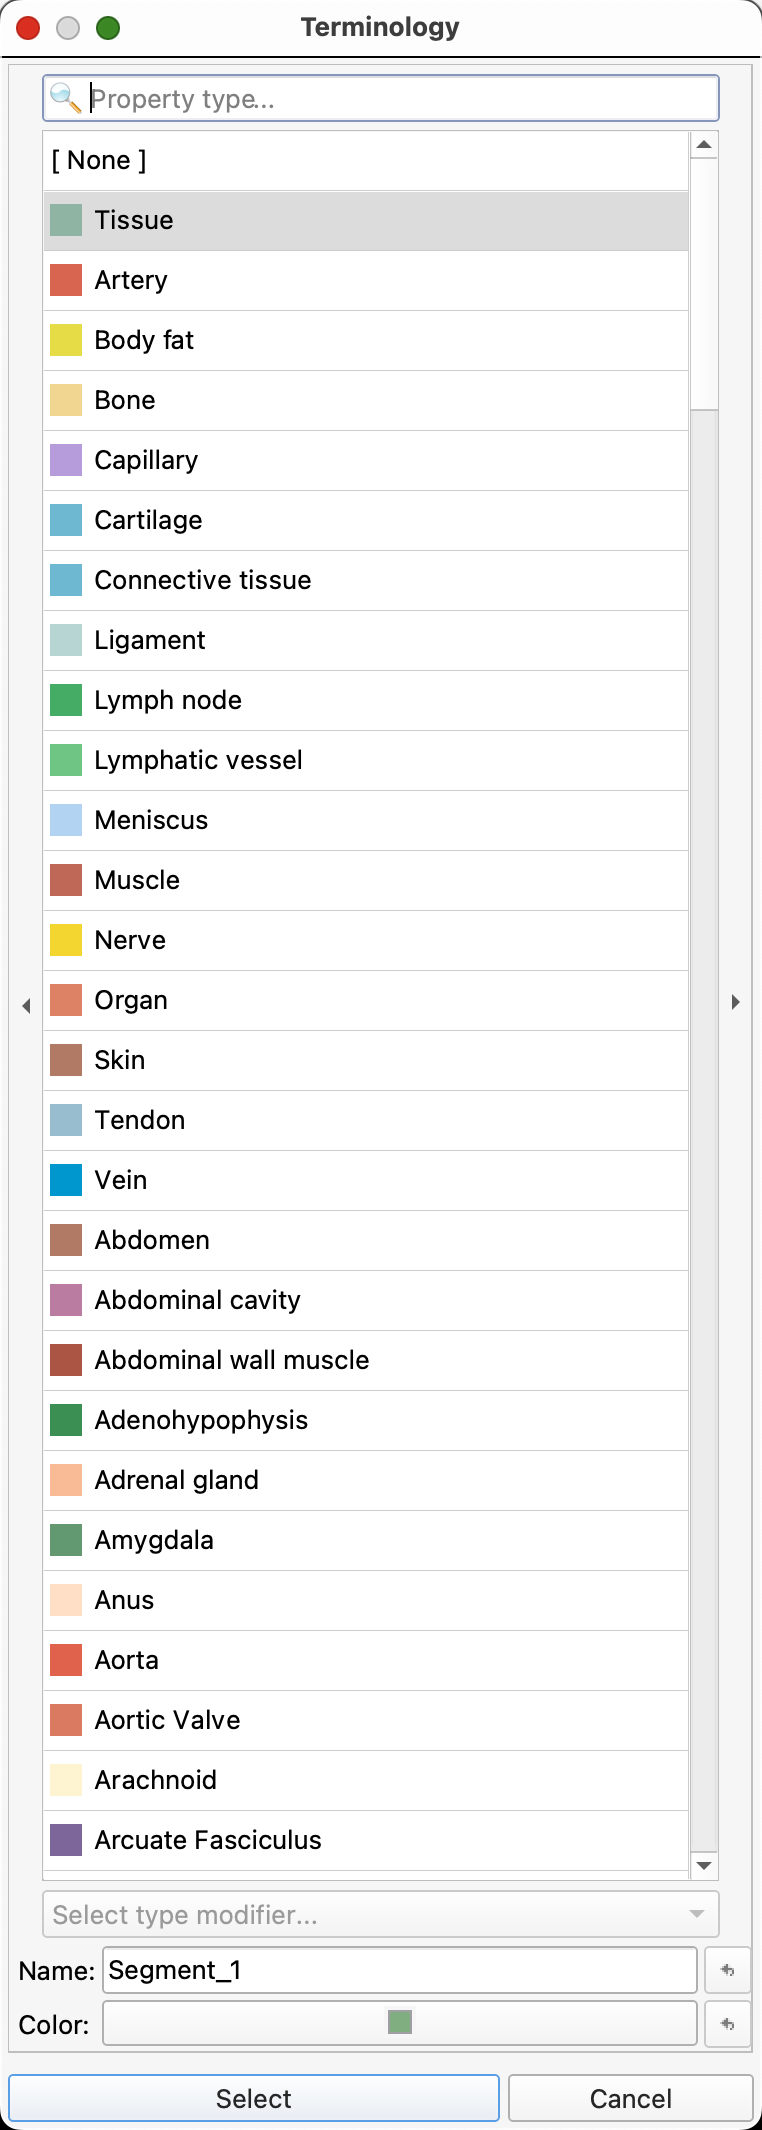 Terminology
Property type...
[ None ]
Tissue
Artery
Body fat
Bone
Capillary
Cartilage
Connective tissue
Ligament
Lymph node
Lymphatic vessel
Meniscus
Muscle
Nerve
Organ
Skin
Tendon
Vein
Abdomen
Abdominal cavity
Abdominal wall muscle
Adenohypophysis
Adrenal gland
Amygdala
Anus
Aorta
Aortic Valve
Arachnoid
Arcuate Fasciculus
Select type modifier...
Name: Segment_1
Color:
Select Cancel